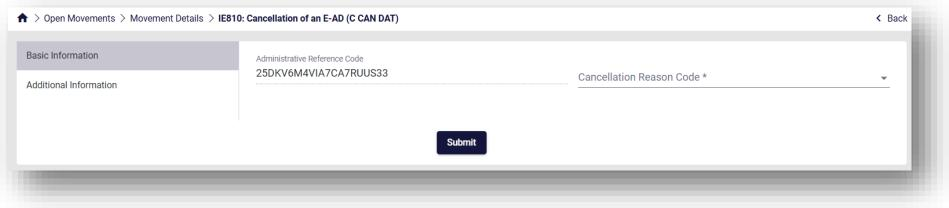 > Open Movements > Movement Details > IE810: Cancellation of an E-AD (C CAN DAT)
< Back
Basic Information
Additional Information
Administrative Reference Code
25DKV6M4VIA7CA7RUUS33
Cancellation Reason Code *
Submit